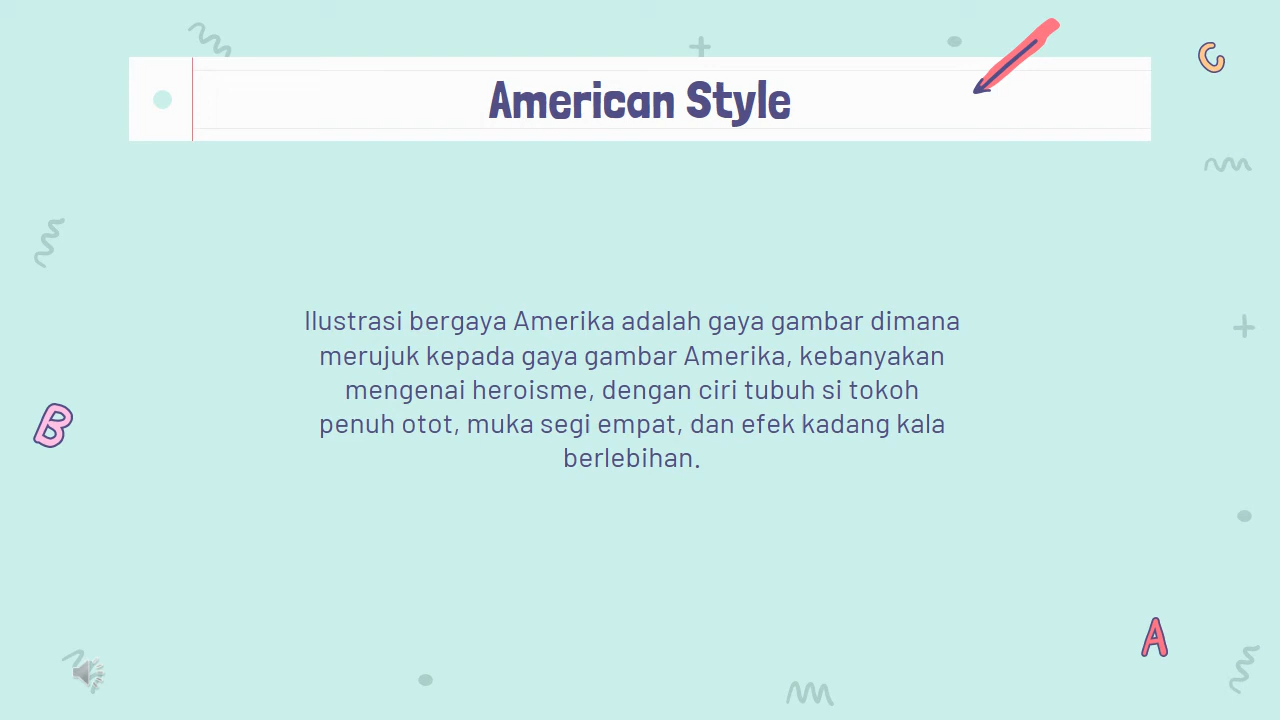 American Style
Ilustrasi bergaya Amerika adalah gaya gambar dimana
merujuk kepada gaya gambar Amerika, kebanyakan
mengenai heroisme, dengan ciri tubuh si tokoh
penuh otot, muka segi empat, dan efek kadang kala
berlebihan.
C
B
A